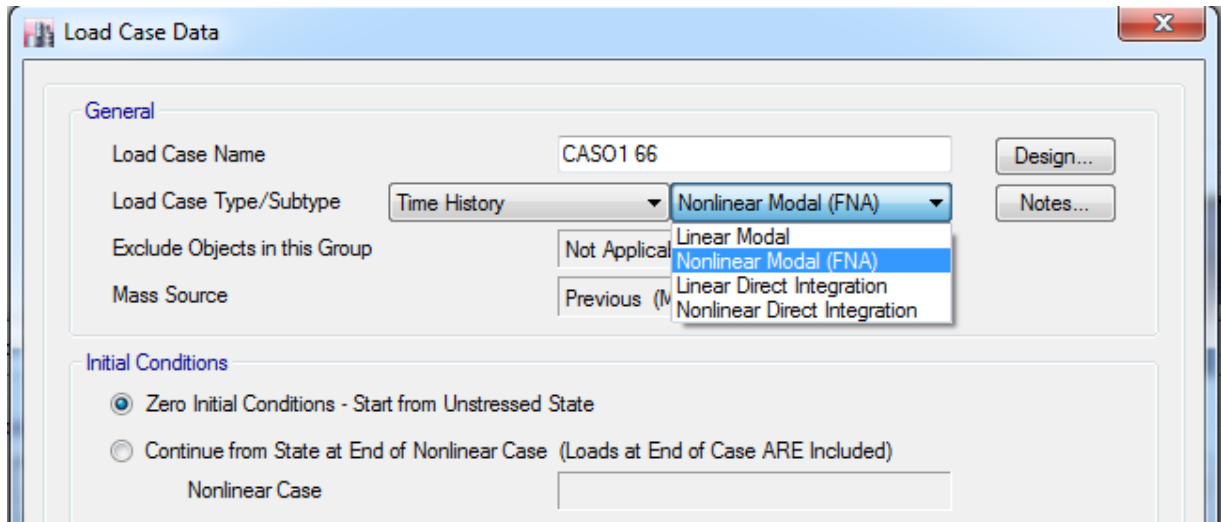 Load Case Data
General
Load Case Name CASO1 66 Design...
Load Case Type/Subtype Time History Nonlinear Modal (FNA) Notes...
Linear Modal
Exclude Objects in this Group Not Applical
Nonlinear Modal (FNA)
Linear Direct Integration
Mass Source Previous (M
Nonlinear Direct Integration
Initial Conditions
Zero Initial Conditions - Start from Unstressed State
Continue from State at End of Nonlinear Case (Loads at End of Case ARE Included)
Nonlinear Case